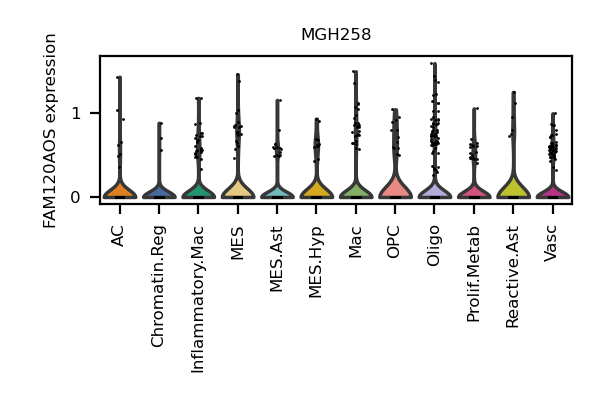 MGH258
FAM120AOS expression
1
0
AC
Chromatin.Reg
Inflammatory.Mac
MES
MES.Ast
MES.Hyp
Mac
OPC
Oligo
Prolif.Metab
Reactive.Ast
Vasc